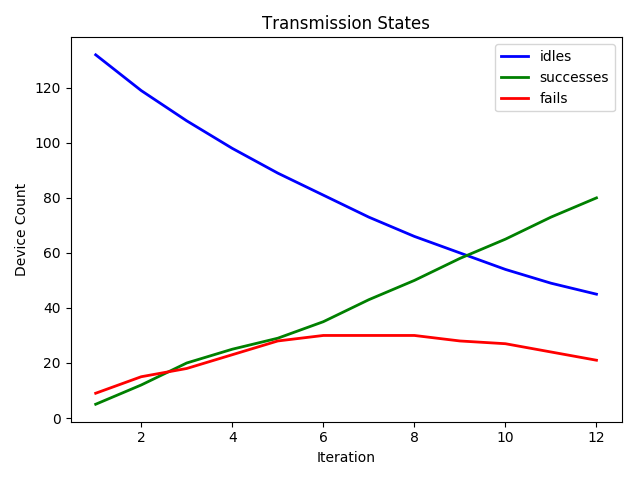 Transmission States
idles
successes
fails
Device Count
120
100
80
60
40
20
0
2 4 6 8 10 12
Iteration